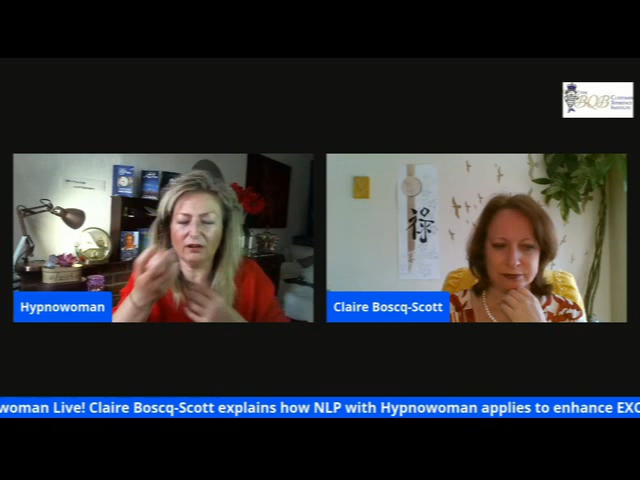 BQB
Hypnowoman
禄
Claire Boscq-Scott
woman Live! Claire Boscq-Scott explains how NLP with Hypnowoman applies to enhance EXC